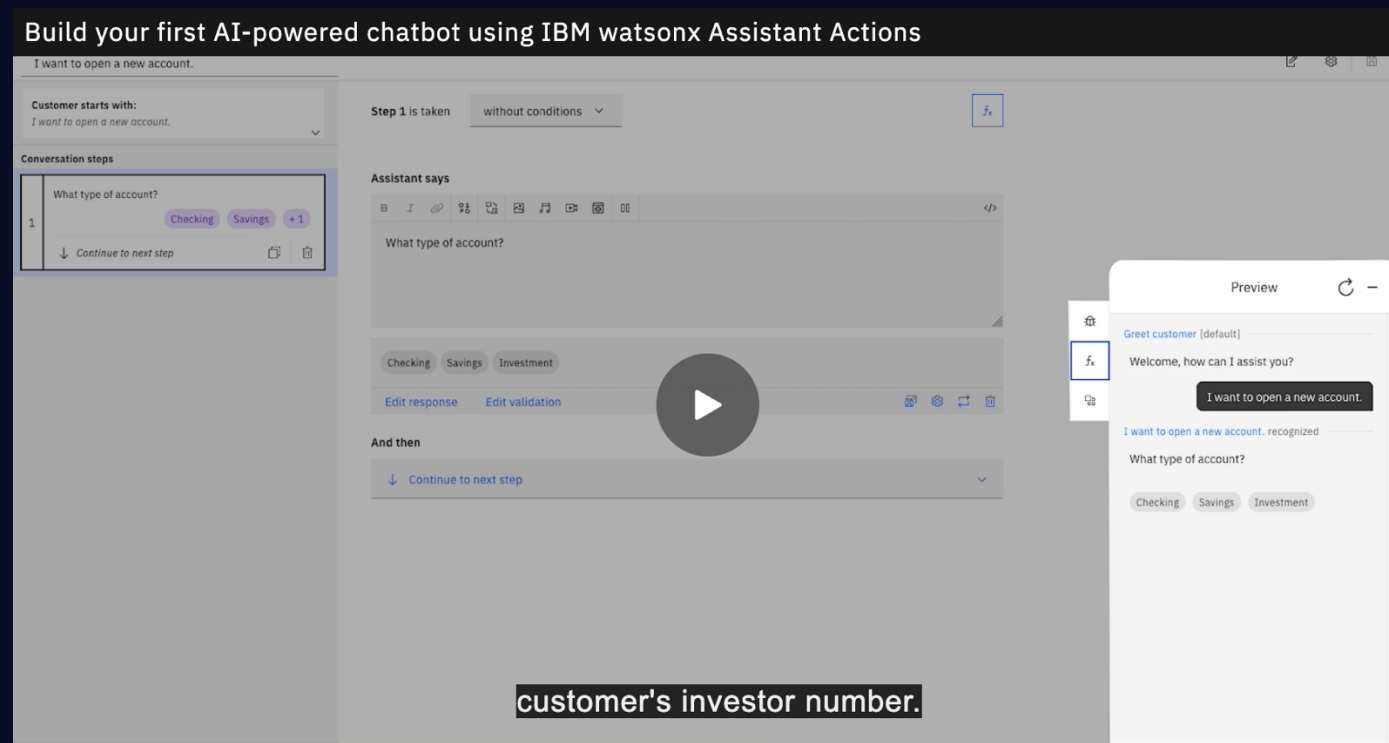 Build your first AI-powered chatbot using IBM watsonx Assistant Actions
I want to open a new account.
Customer starts with:
I want to open a new account.
Conversation steps
1
What type of account?
Checking Savings + 1
Continue to next step
Step 1 is taken without conditions
fx
Assistant says
B I </>
What type of account?
Checking Savings Investment
Edit response Edit validation
And then
Continue to next step
Preview
Greet customer [default]
fx
Welcome, how can I assist you?
I want to open a new account.
I want to open a new account. recognized
What type of account?
Checking Savings Investment
customer's investor number.